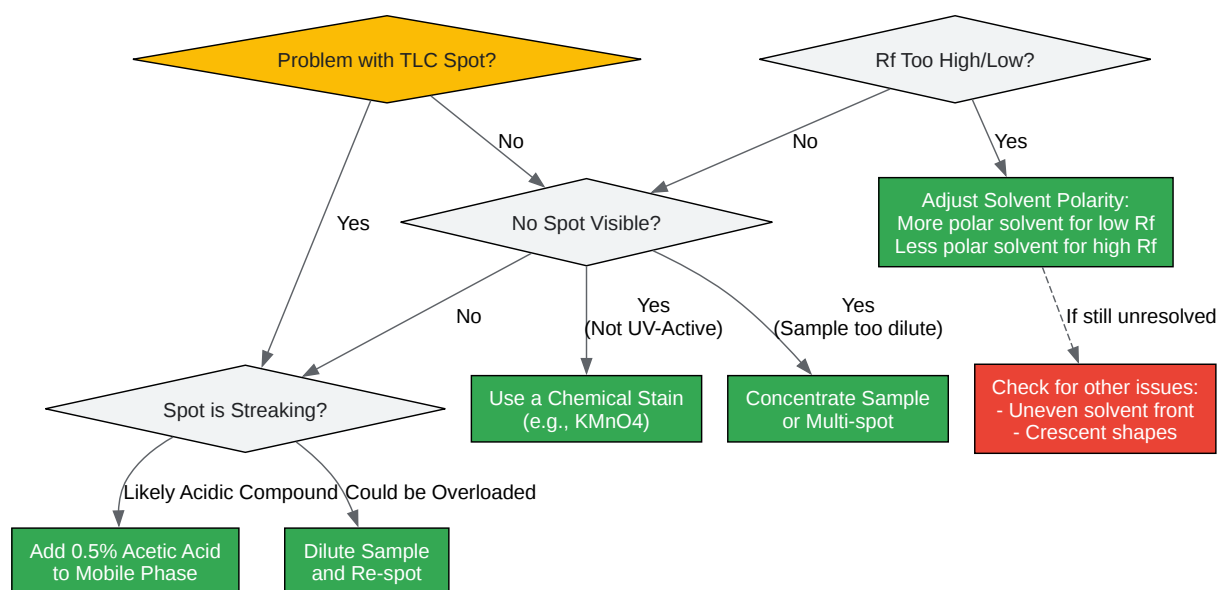 Problem with TLC Spot?
Rf Too High/Low?
No
No
Yes
Yes
No Spot Visible?
Adjust Solvent Polarity:
More polar solvent for low Rf
Less polar solvent for high Rf
No
Yes
(Not UV-Active)
Yes
(Sample too dilute)
If still unresolved
Spot is Streaking?
Use a Chemical Stain
(e.g., KMnO4)
Concentrate Sample
or Multi-spot
Check for other issues:
- Uneven solvent front
- Crescent shapes
Likely Acidic Compound
Could be Overloaded
Add 0.5% Acetic Acid
to Mobile Phase
Dilute Sample
and Re-spot